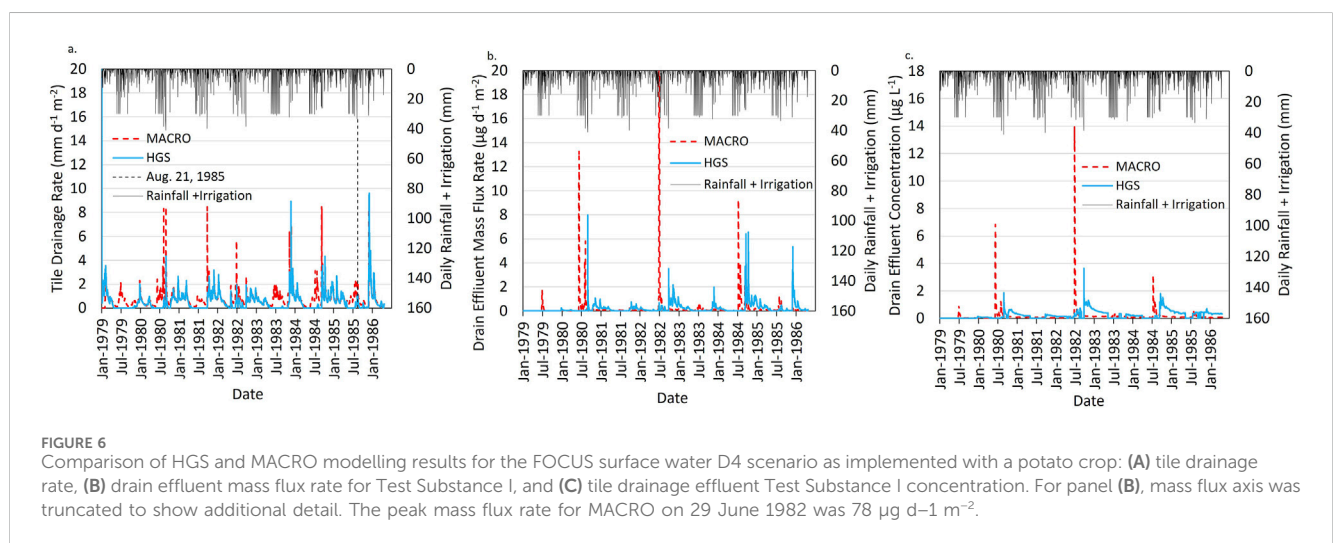 a.
Tile Drainage Rate (mm d⁻¹ m⁻²)
20
18
16
14
12
10
8
6
4
2
0
MACRO
HGS
Aug. 21, 1985
Rainfall +Irrigation
0
20
40
60
80
100
120
140
160
Daily Rainfall + Irrigation (mm)
Jan-1979
Jul-1979
Jan-1980
Jul-1980
Jan-1981
Jul-1981
Jan-1982
Jul-1982
Jan-1983
Jul-1983
Jan-1984
Jul-1984
Jan-1985
Jul-1985
Jan-1986
Date
b.
Drain Effluent Mass Flux Rate (µg d⁻¹ m⁻²)
20
18
16
14
12
10
8
6
4
2
0
MACRO
HGS
Rainfall + Irrigation
0
20
40
60
80
100
120
140
160
Daily Rainfall + Irrigation (mm)
Jan-1979
Jul-1979
Jan-1980
Jul-1980
Jan-1981
Jul-1981
Jan-1982
Jul-1982
Jan-1983
Jul-1983
Jan-1984
Jul-1984
Jan-1985
Jul-1985
Jan-1986
Date
c.
Drain Effluent Concentration (µg L⁻¹)
18
16
14
12
10
8
6
4
2
0
MACRO
HGS
Rainfall + Irrigation
0
20
40
60
80
100
120
140
160
Daily Rainfall + Irrigation (mm)
Jan-1979
Jul-1979
Jan-1980
Jul-1980
Jan-1981
Jul-1981
Jan-1982
Jul-1982
Jan-1983
Jul-1983
Jan-1984
Jul-1984
Jan-1985
Jul-1985
Jan-1986
Date
FIGURE 6
Comparison of HGS and MACRO modelling results for the FOCUS surface water D4 scenario as implemented with a potato crop: (A) tile drainage
rate, (B) drain effluent mass flux rate for Test Substance I, and (C) tile drainage effluent Test Substance I concentration. For panel (B), mass flux axis was
truncated to show additional detail. The peak mass flux rate for MACRO on 29 June 1982 was 78 µg d–1 m⁻².